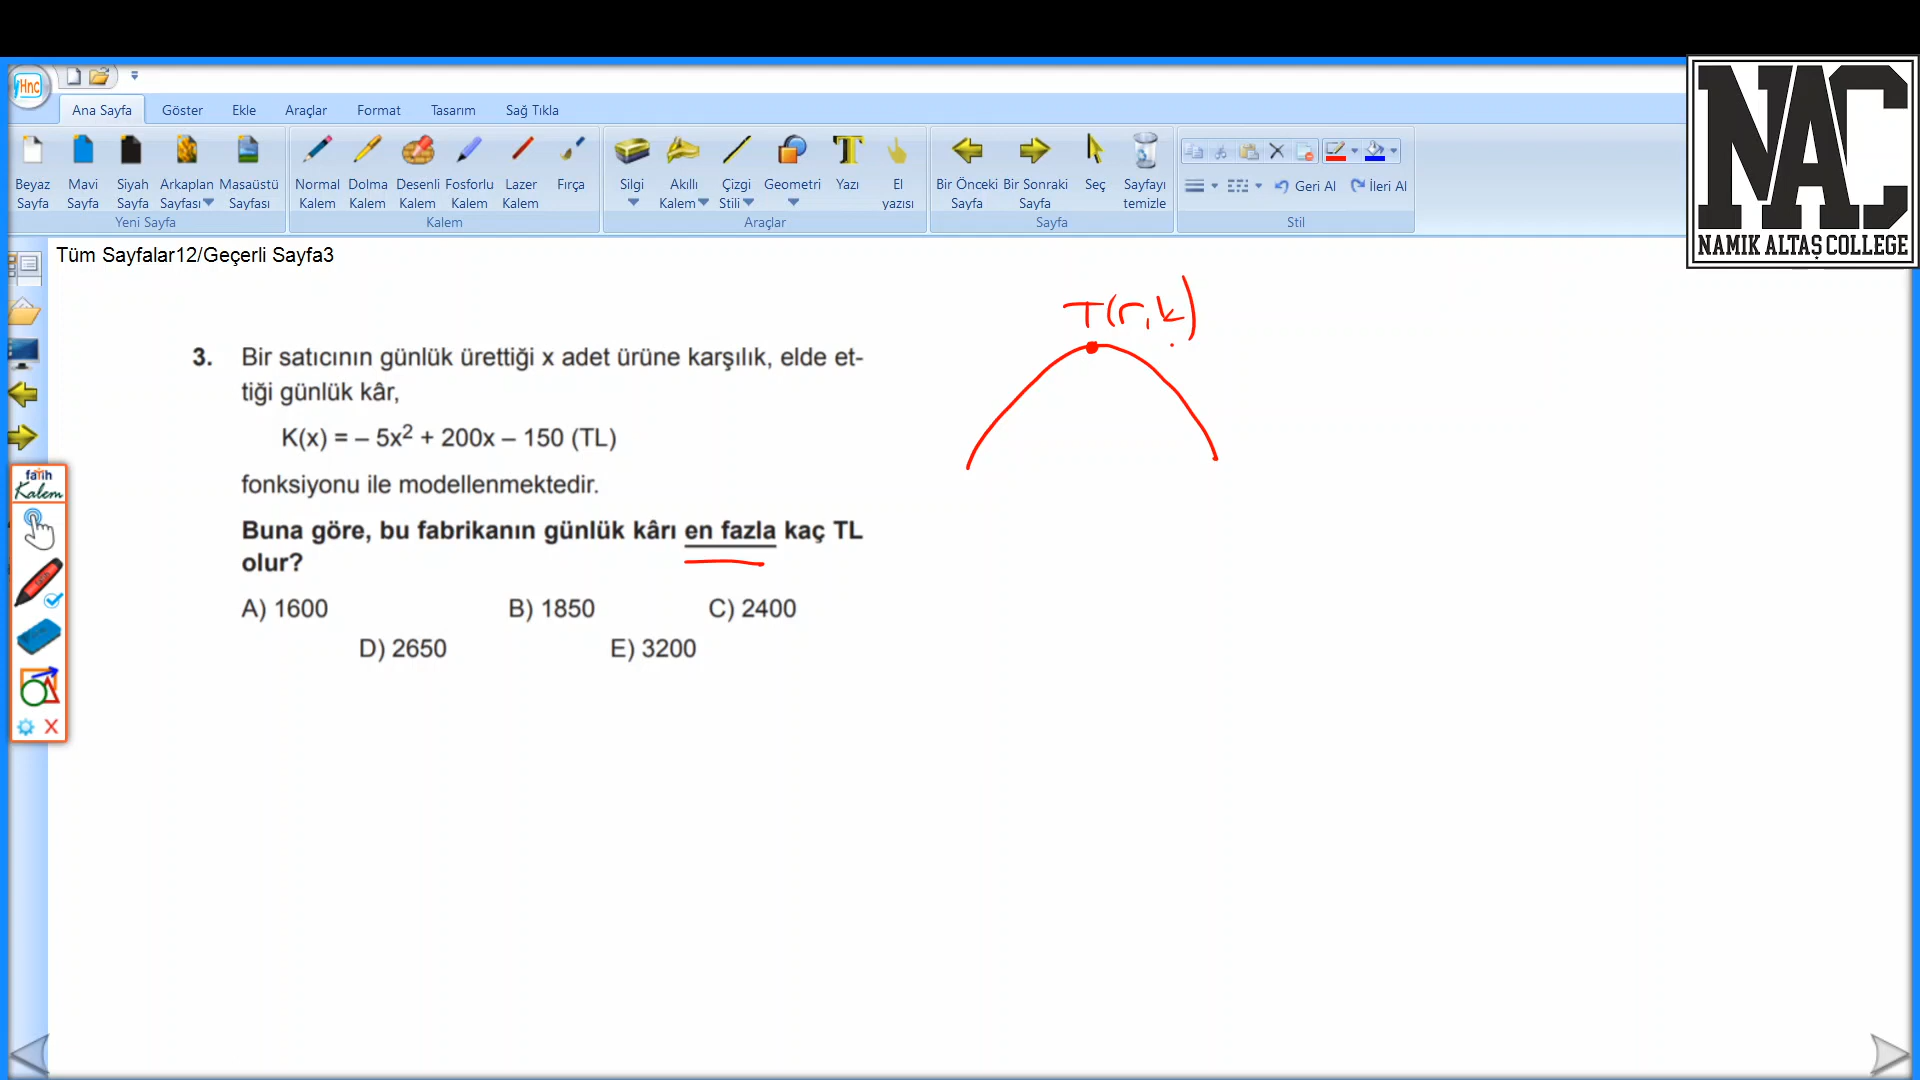 Hnc
Ana Sayfa Göster Ekle Araçlar Format Tasarım Sağ Tıkla
Beyaz Sayfa Mavi Sayfa Siyah Sayfa Arkaplan Sayfası Masaüstü Sayfası
Normal Kalem Dolma Kalem Desenli Kalem Fosforlu Kalem Lazer Kalem Fırça
Silgi Akıllı Kalem Çizgi Stili Geometri Yazı El yazısı
Bir Önceki Sayfa Bir Sonraki Sayfa Seç Sayfayı temizle
Geri Al İleri Al
Yeni Sayfa Kalem Araçlar Sayfa Stil
NAC
NAMIK ALTAŞ COLLEGE
Tüm Sayfalar12/Geçerli Sayfa3
T(r,k)
3. Bir satıcının günlük ürettiği x adet ürüne karşılık, elde et-
tiği günlük kâr,
K(x) = – 5x² + 200x – 150 (TL)
fonksiyonu ile modellenmektedir.
Buna göre, bu fabrikanın günlük kârı en fazla kaç TL
olur?
A) 1600 B) 1850 C) 2400
D) 2650 E) 3200
fatih
Kalem
X